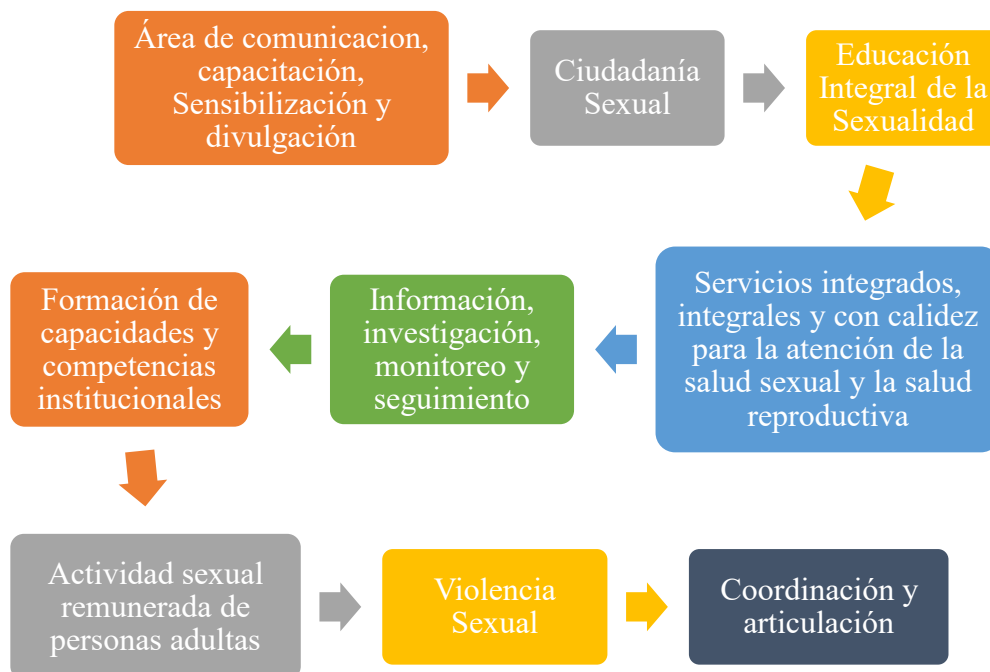 Área de comunicacion,
capacitación,
Sensibilización y
divulgación
Ciudadanía
Sexual
Educación
Integral de la
Sexualidad
Servicios integrados,
integrales y con calidez
para la atención de la
salud sexual y la salud
reproductiva
Información,
investigación,
monitoreo y
seguimiento
Formación de
capacidades y
competencias
institucionales
Actividad sexual
remunerada de
personas adultas
Violencia
Sexual
Coordinación y
articulación